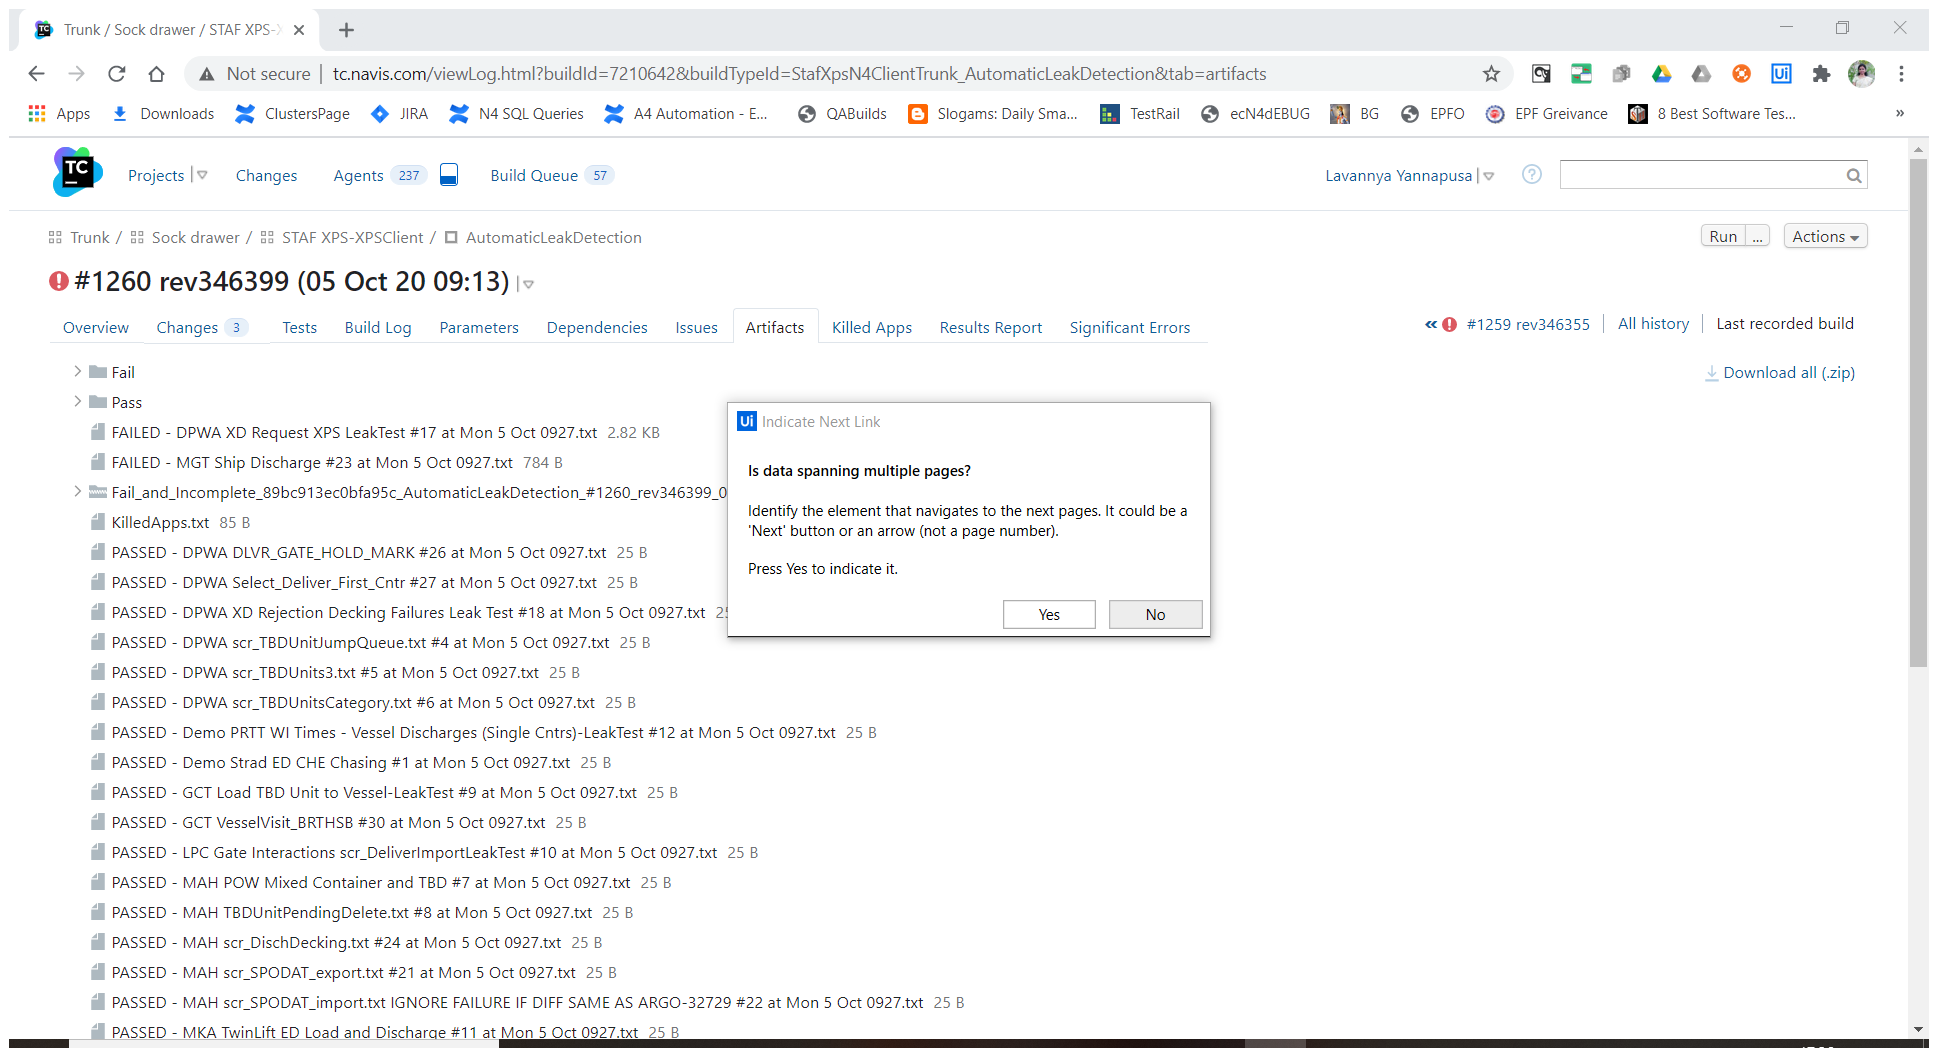 Trunk / Sock drawer / STAF XPS-X
Not secure | tc.navis.com/viewLog.html?buildId=7210642&buildTypeId=StafXpsN4ClientTrunk_AutomaticLeakDetection&tab=artifacts
Apps Downloads ClustersPage JIRA N4 SQL Queries A4 Automation - E... QABuilds Slogams: Daily Sma... TestRail ecN4dEBUG BG EPFO EPF Greivance 8 Best Software Tes... »
TC Projects Changes Agents 237 Build Queue 57 Lavannya Yannapusa
Trunk / Sock drawer / STAF XPS-XPSClient / AutomaticLeakDetection Run ... Actions
#1260 rev346399 (05 Oct 20 09:13)
Overview Changes 3 Tests Build Log Parameters Dependencies Issues Artifacts Killed Apps Results Report Significant Errors « #1259 rev346355 All history Last recorded build
Fail Download all (.zip)
Pass
FAILED - DPWA XD Request XPS LeakTest #17 at Mon 5 Oct 0927.txt 2.82 KB
FAILED - MGT Ship Discharge #23 at Mon 5 Oct 0927.txt 784 B
Fail_and_Incomplete_89bc913ec0bfa95c_AutomaticLeakDetection_#1260_rev346399_0
KilledApps.txt 85 B
PASSED - DPWA DLVR_GATE_HOLD_MARK #26 at Mon 5 Oct 0927.txt 25 B
PASSED - DPWA Select_Deliver_First_Cntr #27 at Mon 5 Oct 0927.txt 25 B
PASSED - DPWA XD Rejection Decking Failures Leak Test #18 at Mon 5 Oct 0927.txt 25
PASSED - DPWA scr_TBDUnitJumpQueue.txt #4 at Mon 5 Oct 0927.txt 25 B
PASSED - DPWA scr_TBDUnits3.txt #5 at Mon 5 Oct 0927.txt 25 B
PASSED - DPWA scr_TBDUnitsCategory.txt #6 at Mon 5 Oct 0927.txt 25 B
PASSED - Demo PRTT WI Times - Vessel Discharges (Single Cntrs)-LeakTest #12 at Mon 5 Oct 0927.txt 25 B
PASSED - Demo Strad ED CHE Chasing #1 at Mon 5 Oct 0927.txt 25 B
PASSED - GCT Load TBD Unit to Vessel-LeakTest #9 at Mon 5 Oct 0927.txt 25 B
PASSED - GCT VesselVisit_BRTHSB #30 at Mon 5 Oct 0927.txt 25 B
PASSED - LPC Gate Interactions scr_DeliverImportLeakTest #10 at Mon 5 Oct 0927.txt 25 B
PASSED - MAH POW Mixed Container and TBD #7 at Mon 5 Oct 0927.txt 25 B
PASSED - MAH TBDUnitPendingDelete.txt #8 at Mon 5 Oct 0927.txt 25 B
PASSED - MAH scr_DischDecking.txt #24 at Mon 5 Oct 0927.txt 25 B
PASSED - MAH scr_SPODAT_export.txt #21 at Mon 5 Oct 0927.txt 25 B
PASSED - MAH scr_SPODAT_import.txt IGNORE FAILURE IF DIFF SAME AS ARGO-32729 #22 at Mon 5 Oct 0927.txt 25 B
PASSED - MKA TwinLift ED Load and Discharge #11 at Mon 5 Oct 0927.txt 25 B
Ui Indicate Next Link
Is data spanning multiple pages?
Identify the element that navigates to the next pages. It could be a
'Next' button or an arrow (not a page number).
Press Yes to indicate it.
Yes No